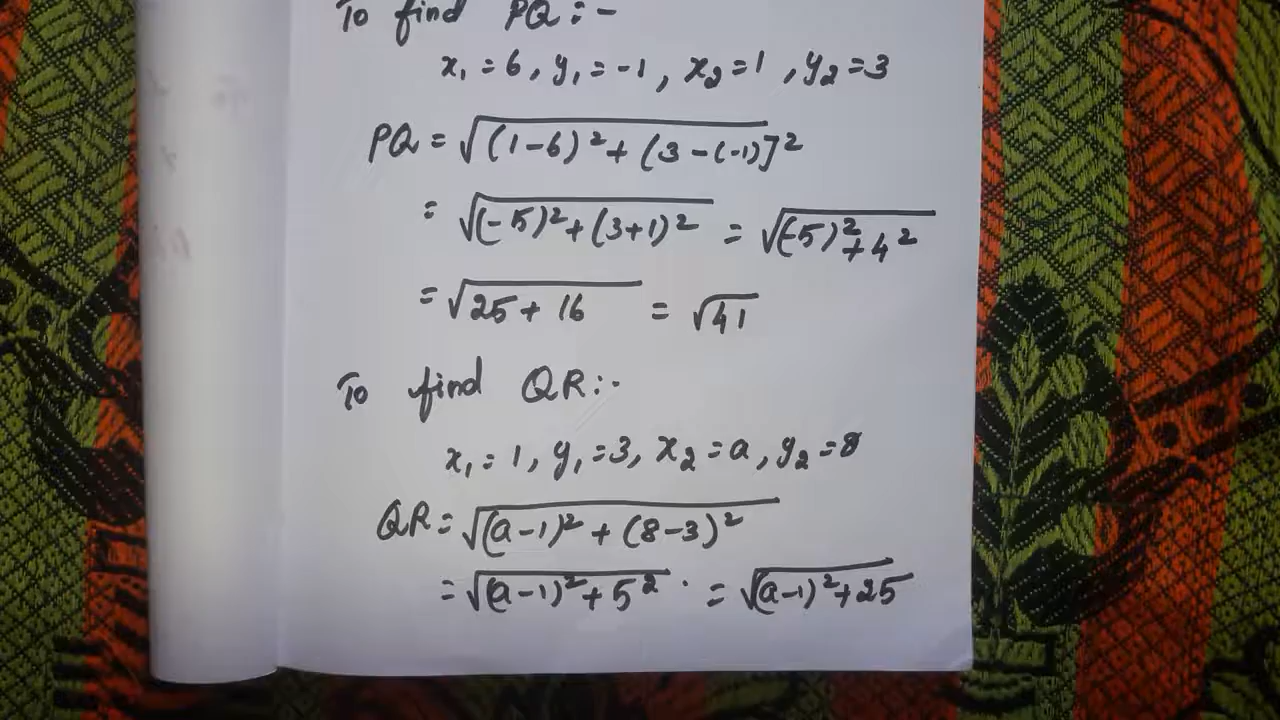 To find PQ:-
x₁=6, y₁=-1, x₂=1, y₂=3
PQ = √(1-6)²+(3-(-1)]²
= √(-5)²+(3+1)² = √(-5)²+4²
= √25+16 = √41
To find QR:-
x₁=1, y₁=3, x₂=a, y₂=8
QR = √(a-1)²+(8-3)²
= √(a-1)²+5² . = √(a-1)²+25